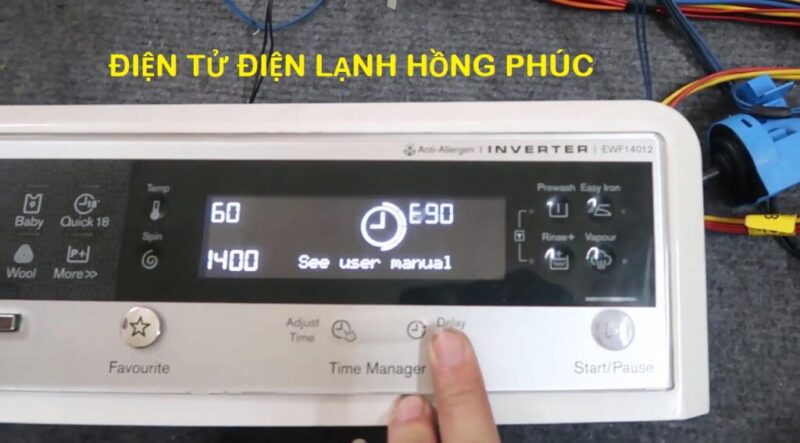 ĐIỆN TỬ ĐIỆN LẠNH HỒNG PHÚC
Anti-Allergen | INVERTER | EWF14012
Temp
Prewash Easy Iron
60 E90
Baby Quick 18
Spin
Rinse+ Vapour
1400 See user manual
Wool More>>
Adjust Time
Delay
Favourite Time Manager Start/Pause